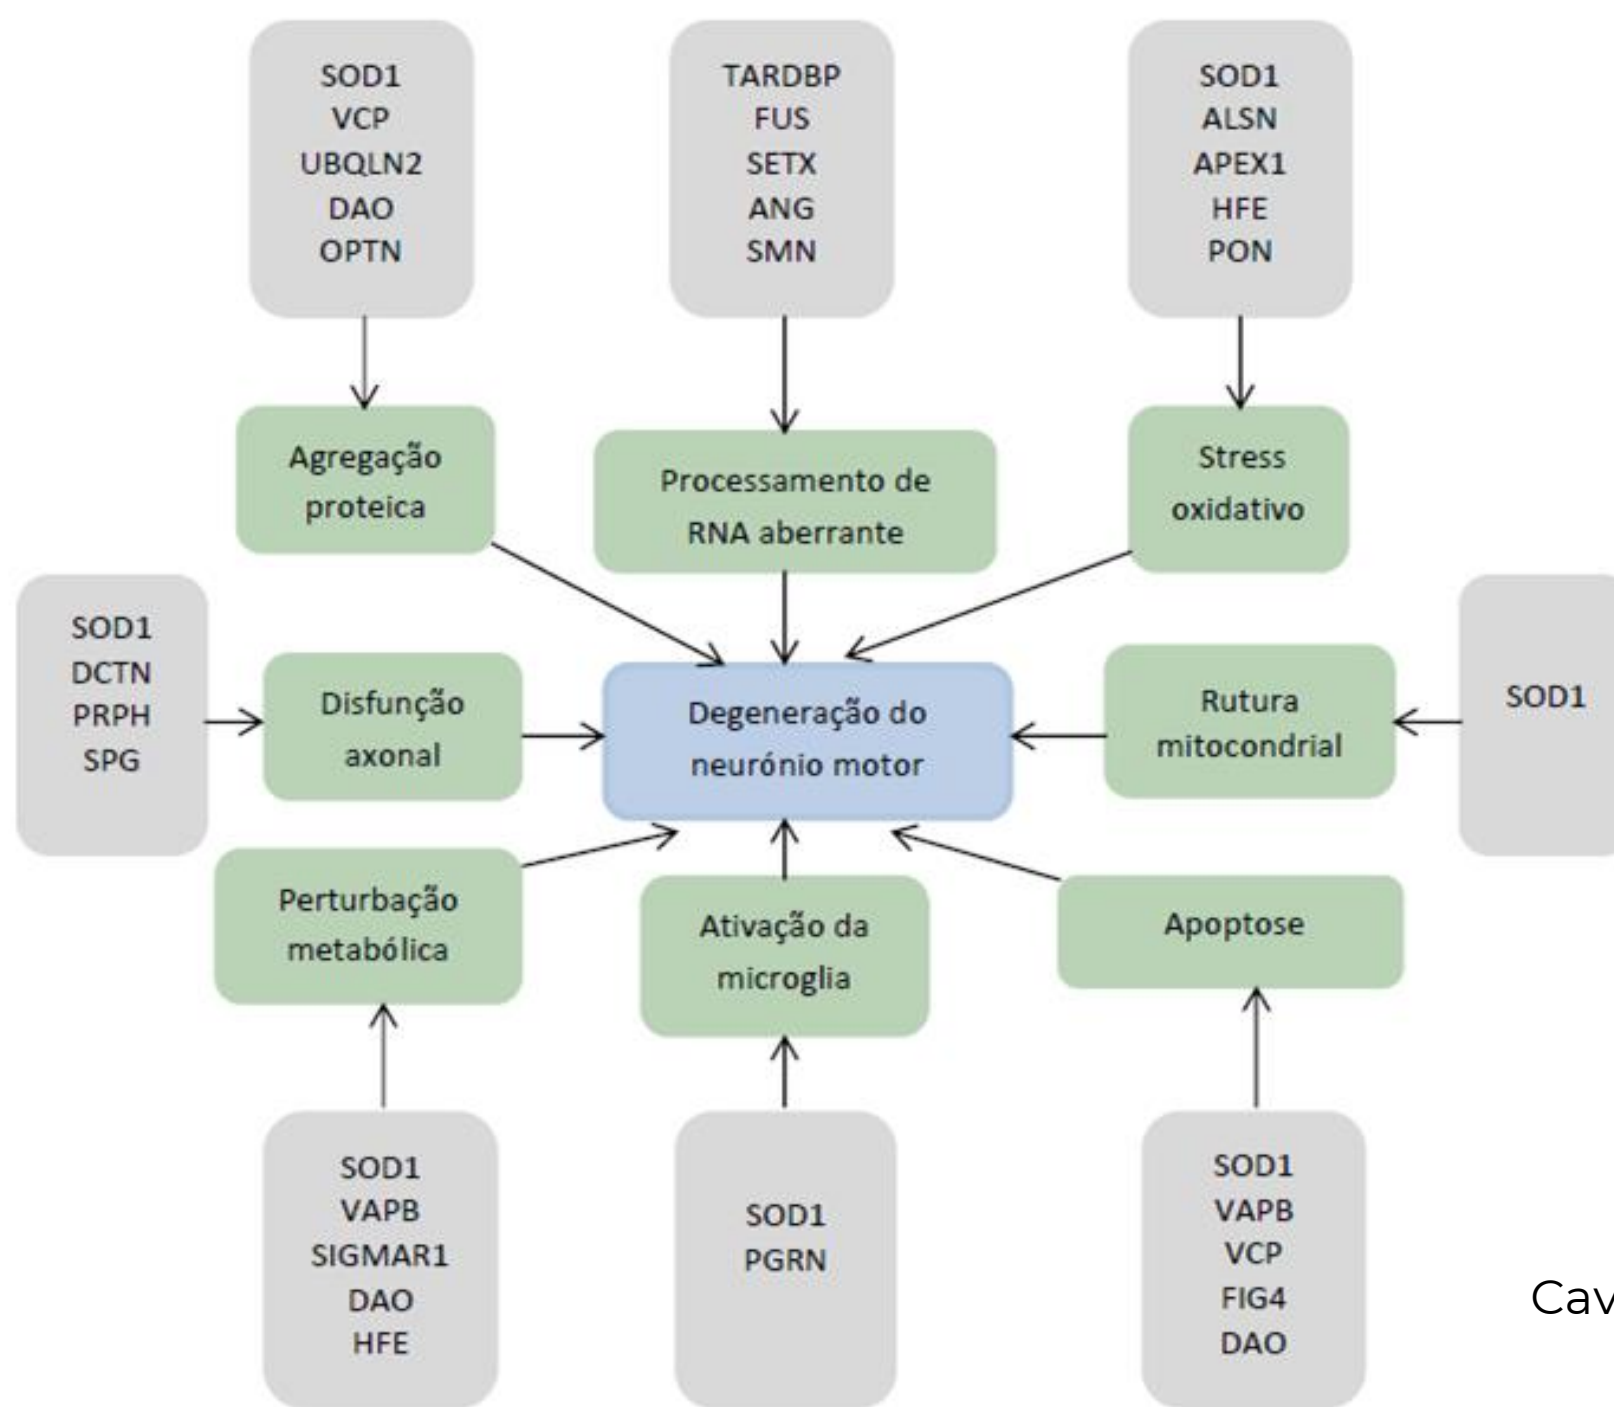 SOD1
VCP
UBQLN2
DAO
OPTN
TARDBP
FUS
SETX
ANG
SMN
SOD1
ALSN
APEX1
HFE
PON
Agregação
proteica
Processamento de
RNA aberrante
Stress
oxidativo
SOD1
DCTN
PRPH
SPG
Disfunção
axonal
Degeneração do
neurónio motor
Rutura
mitocondrial
SOD1
Perturbação
metabólica
Ativação da
microglia
Apoptose
SOD1
VAPB
SIGMAR1
DAO
HFE
SOD1
PGRN
SOD1
VAPB
VCP
FIG4
DAO